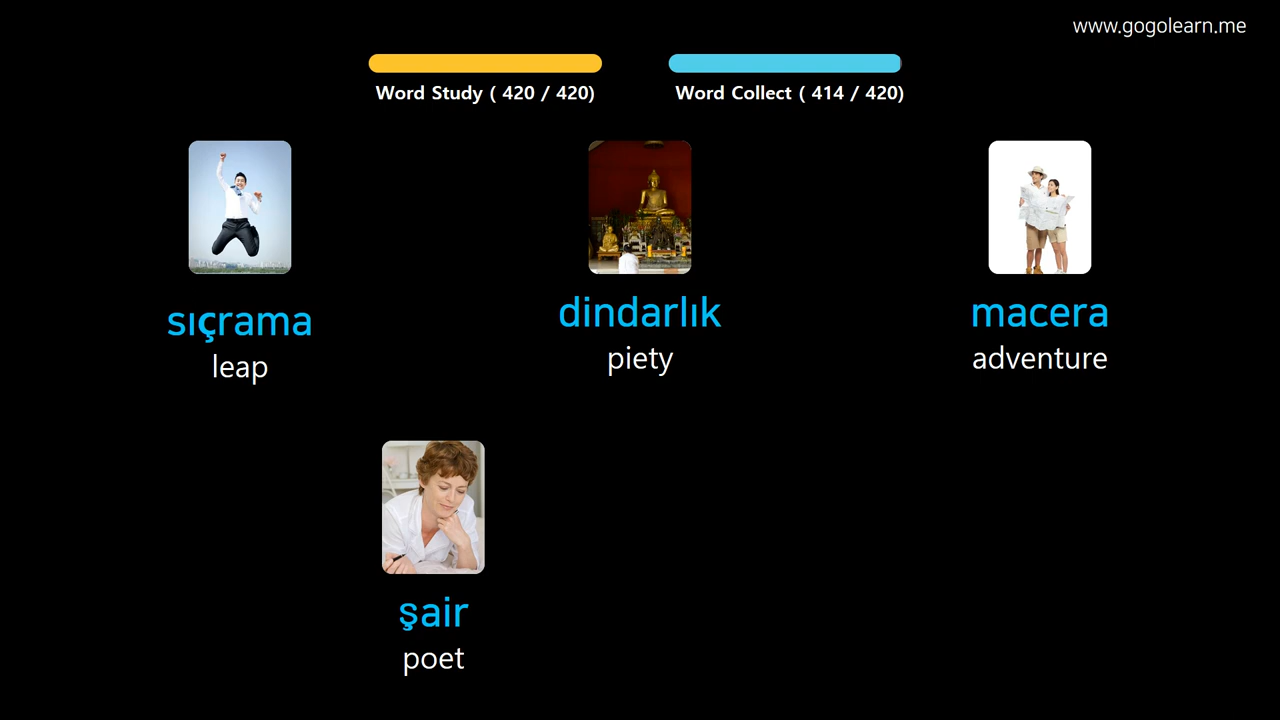 www.gogolearn.me
Word Study ( 420 / 420)
Word Collect ( 414 / 420)
sıçrama
leap
dindarlık
piety
macera
adventure
şair
poet